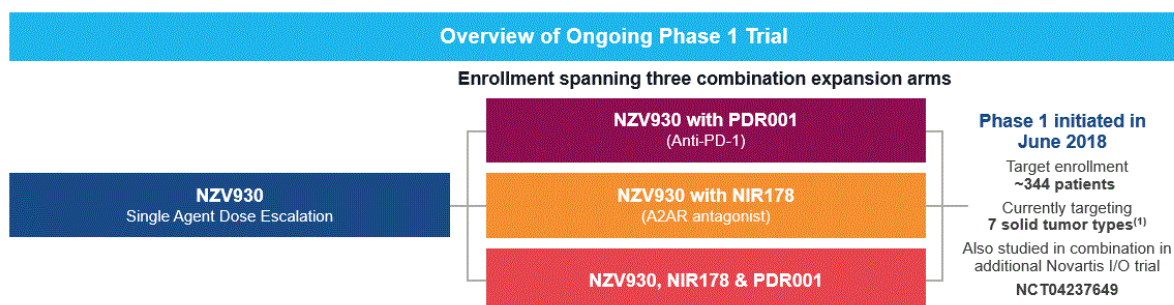 Overview of Ongoing Phase 1 Trial
Enrollment spanning three combination expansion arms
NZV930
Single Agent Dose Escalation
NZV930 with PDR001
(Anti-PD-1)
NZV930 with NIR178
(A2AR antagonist)
NZV930, NIR178 & PDR001
Phase 1 initiated in
June 2018
Target enrollment
~344 patients
Currently targeting
7 solid tumor types(1)
Also studied in combination in
additional Novartis I/O trial
NCT04237649